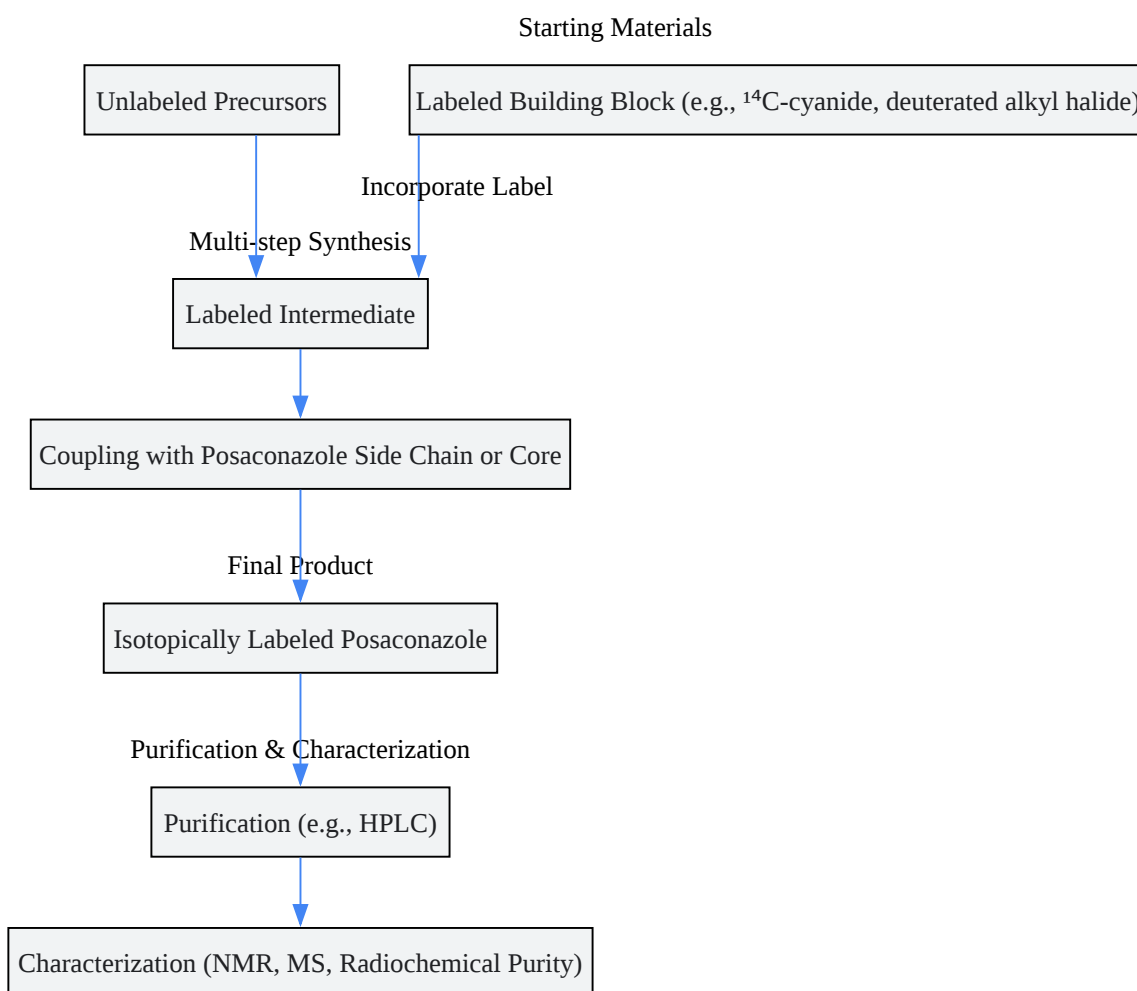 Starting Materials
Unlabeled Precursors
Labeled Building Block (e.g., ¹⁴C-cyanide, deuterated alkyl halide)
Incorporate Label
Multi-step Synthesis
Labeled Intermediate
Coupling with Posaconazole Side Chain or Core
Final Product
Isotopically Labeled Posaconazole
Purification & Characterization
Purification (e.g., HPLC)
Characterization (NMR, MS, Radiochemical Purity)